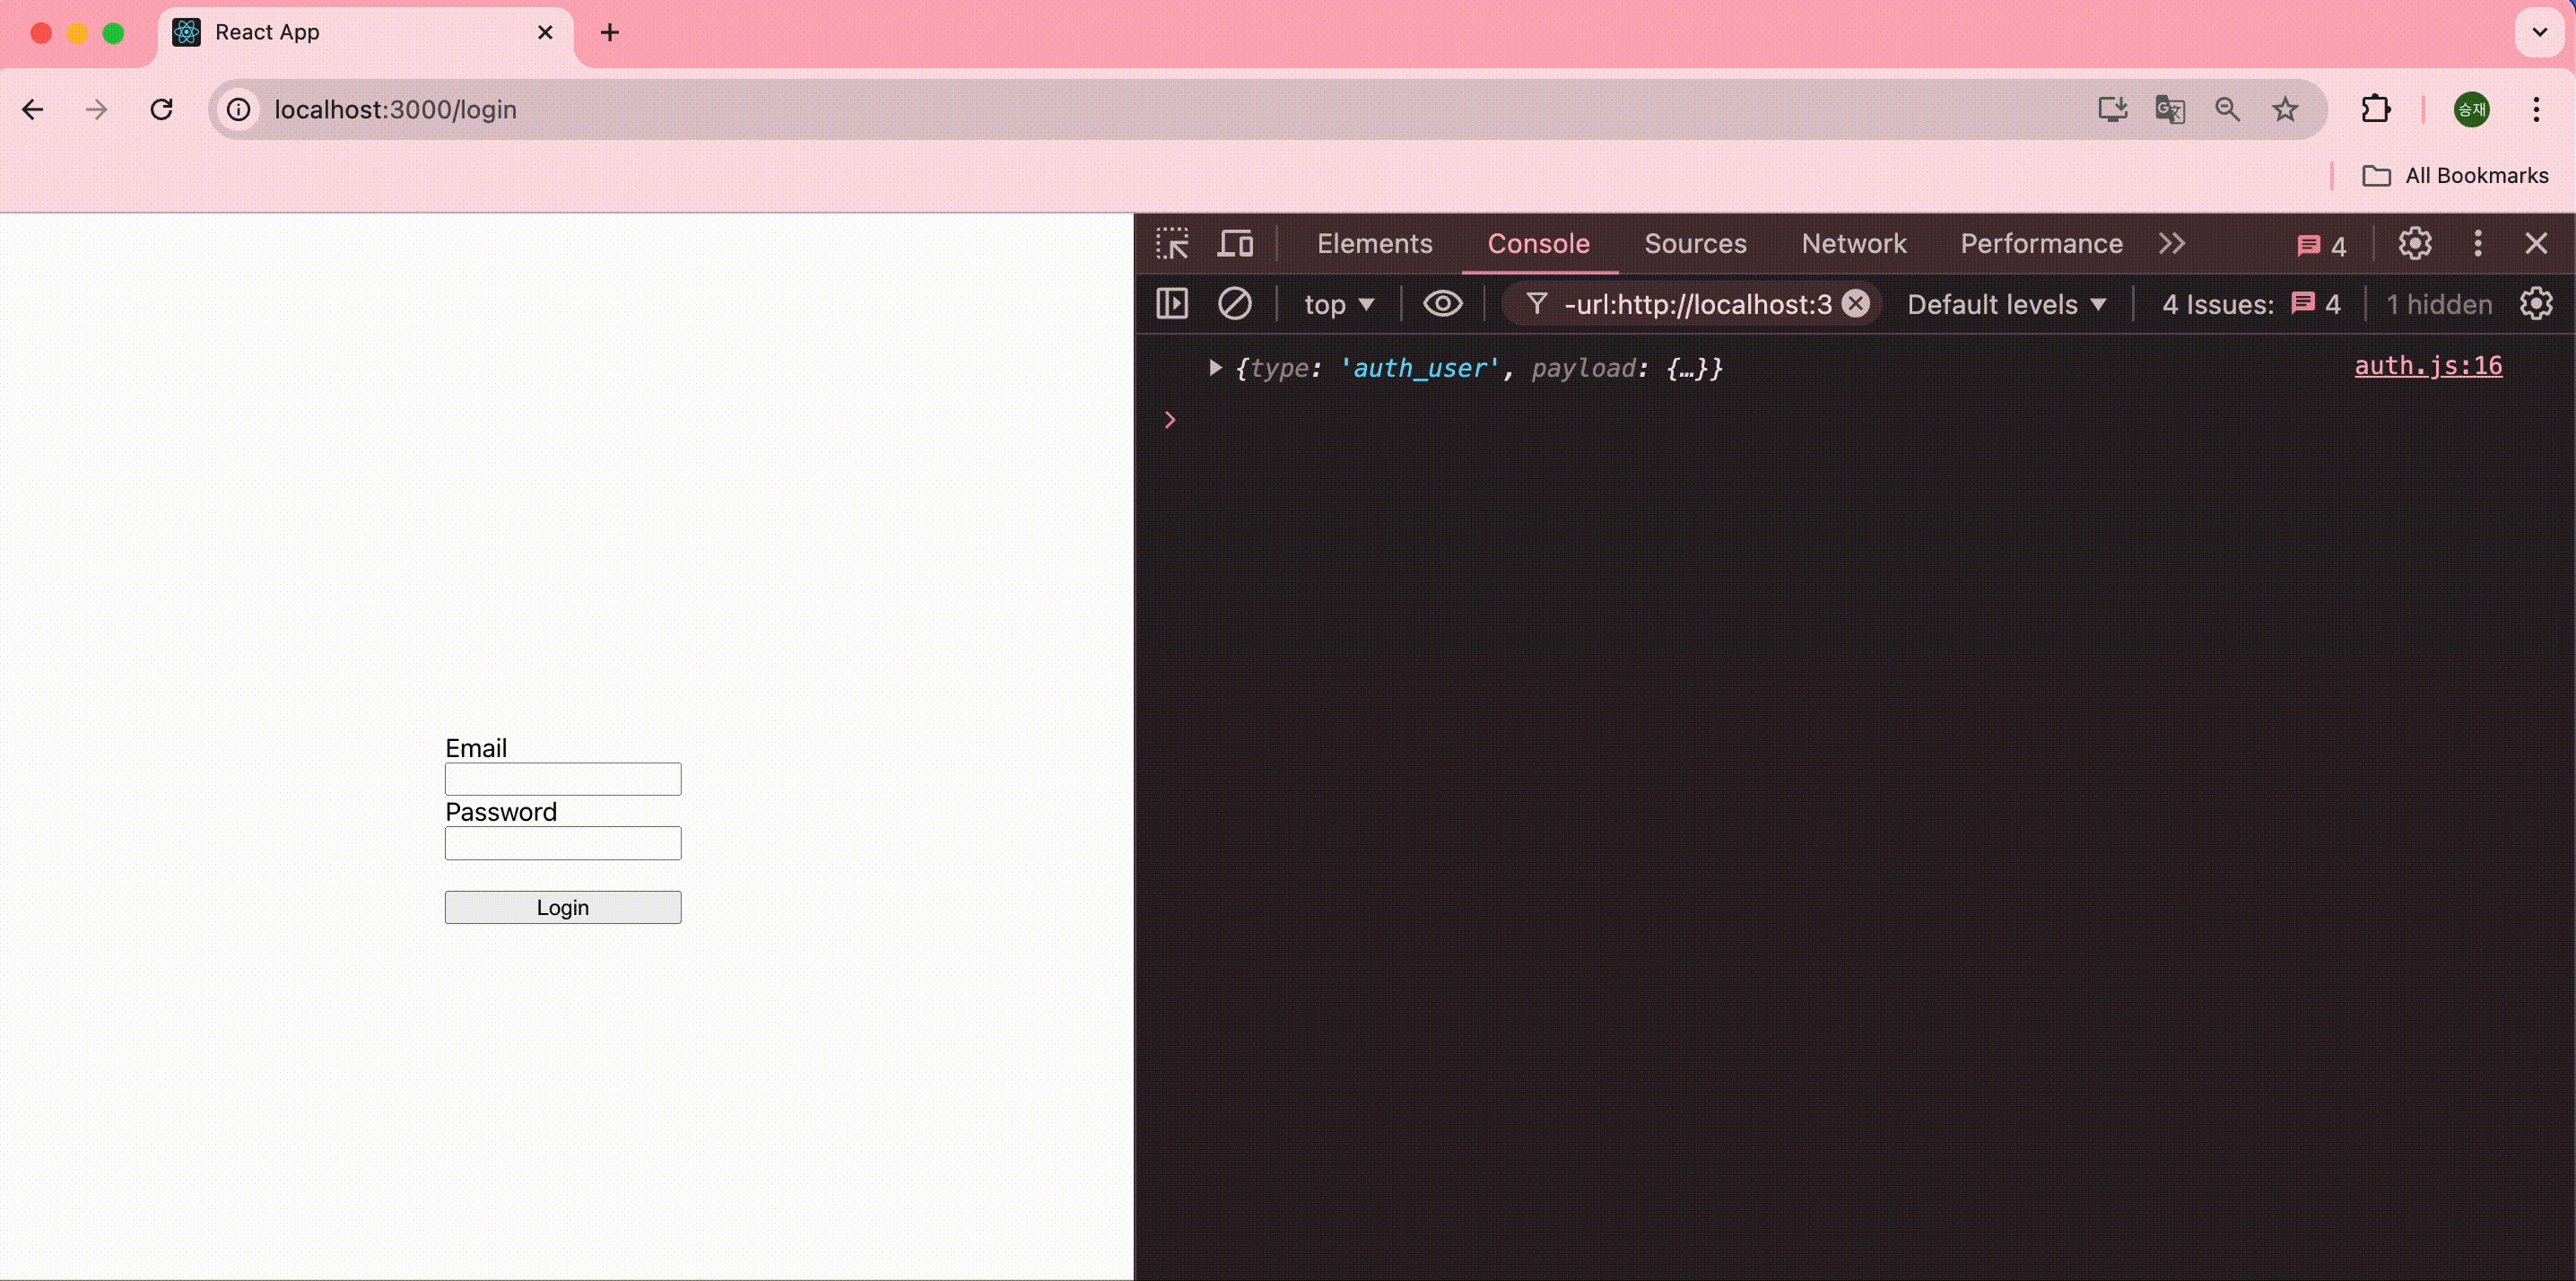 React App
localhost:3000/login
승재
All Bookmarks
Elements Console Sources Network Performance 4
top -url:http://localhost:3 Default levels 4 Issues: 4 1 hidden
{type: 'auth_user', payload: {…}} auth.js:16
Email
Password
Login